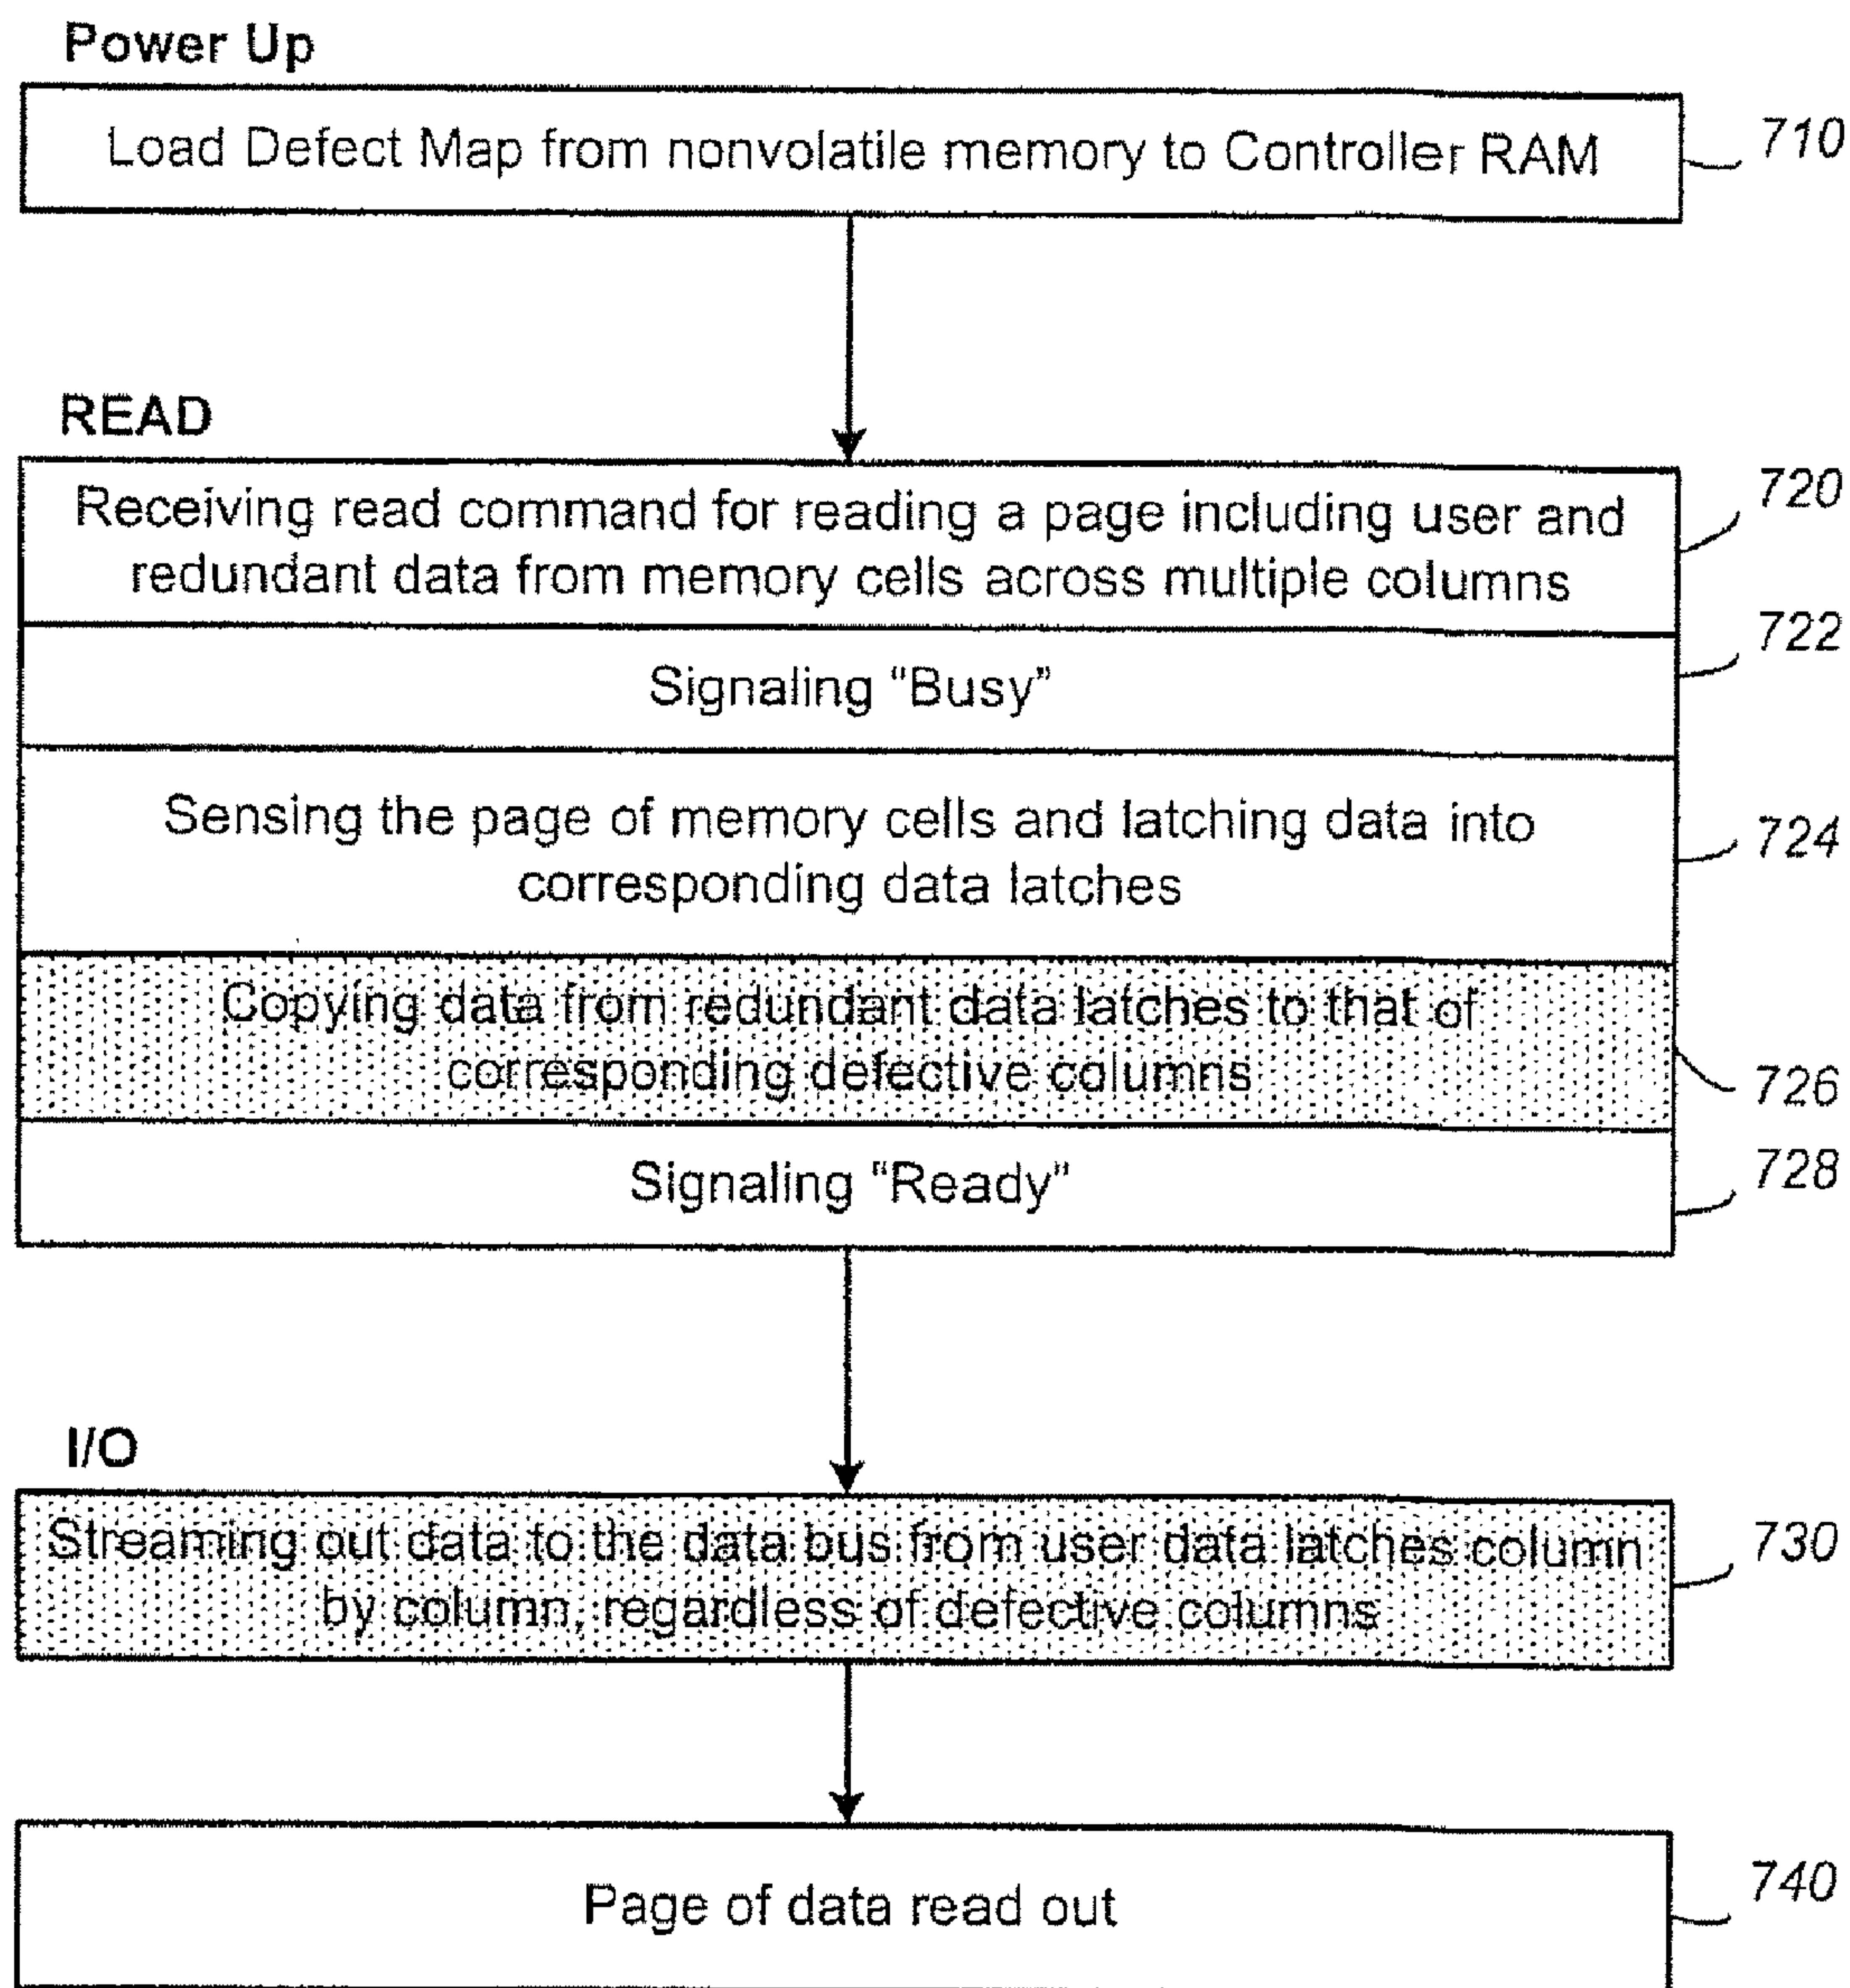 Power Up
Load Defect Map from nonvolatile memory to Controller RAM
710
READ
Receiving read command for reading a page including user and
redundant data from memory cells across multiple columns
720
Signaling “Busy”
722
Sensing the page of memory cells and latching data into
corresponding data latches
724
Copying data from redundant data latches to that of
corresponding defective columns
726
Signaling “Ready”
728
I/O
Streaming out data to the data bus from user data latches column
by column, regardless of defective columns
730
Page of data read out
740